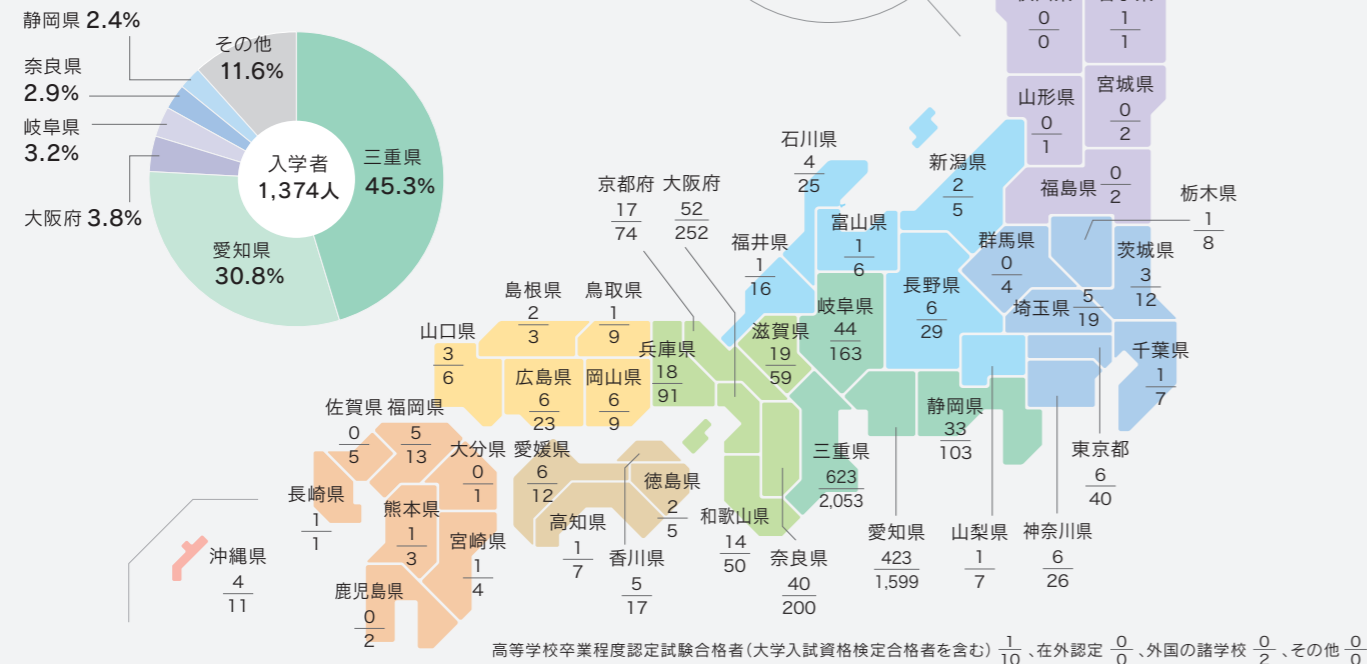 静岡県 2.4%
奈良県
2.9%
岐阜県
3.2%
大阪府 3.8%
その他
11.6%
三重県
45.3%
愛知県
30.8%
入学者
1,374人
0
0
1
1
山形県
0
1
宮城県
0
2
福島県
0
2
石川県
4
25
新潟県
2
5
富山県
1
6
福井県
1
16
京都府
17
74
大阪府
52
252
栃木県
1
8
群馬県
0
4
茨城県
3
12
埼玉県
5
19
千葉県
1
7
長野県
6
29
岐阜県
44
163
滋賀県
19
59
兵庫県
18
91
鳥取県
1
9
島根県
2
3
山口県
3
6
広島県
6
23
岡山県
6
9
静岡県
33
103
三重県
623
2,053
東京都
6
40
神奈川県
6
26
山梨県
1
7
愛知県
423
1,599
奈良県
40
200
和歌山県
14
50
徳島県
2
5
香川県
5
17
高知県
1
7
愛媛県
6
12
佐賀県
0
5
福岡県
5
13
大分県
0
1
長崎県
1
1
熊本県
1
3
宮崎県
1
4
鹿児島県
0
2
沖縄県
4
11
高等学校卒業程度認定試験合格者(大学入試資格検定合格者を含む) 1/10 、在外認定 0/0 、外国の諸学校 0/2 、その他 0/0